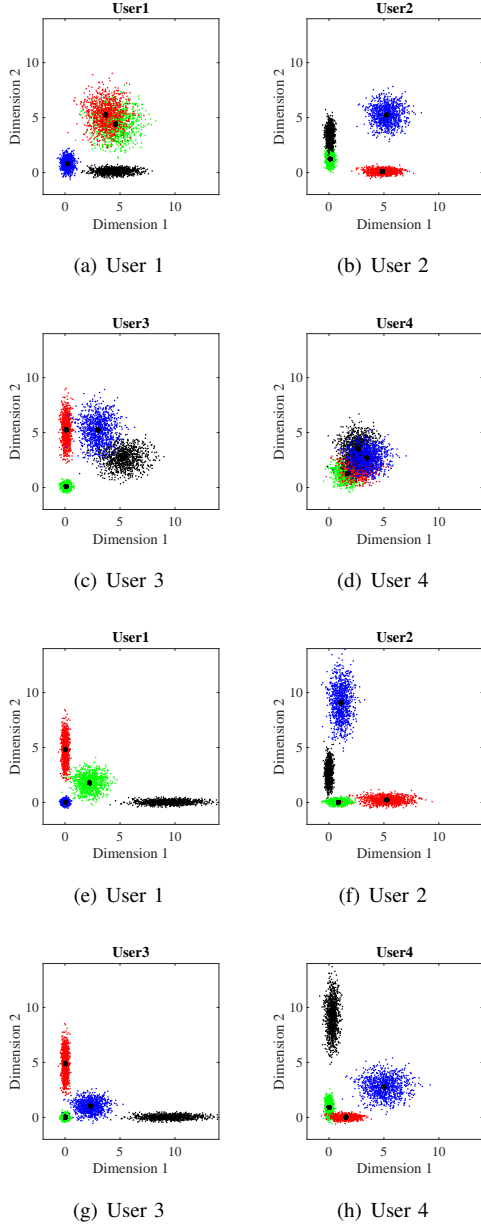 User1
Dimension 2
10
5
0
0 5 10
Dimension 1
(a) User 1
User2
Dimension 2
10
5
0
0 5 10
Dimension 1
(b) User 2
User3
Dimension 2
10
5
0
0 5 10
Dimension 1
(c) User 3
User4
Dimension 2
10
5
0
0 5 10
Dimension 1
(d) User 4
User1
Dimension 2
10
5
0
0 5 10
Dimension 1
(e) User 1
User2
Dimension 2
10
5
0
0 5 10
Dimension 1
(f) User 2
User3
Dimension 2
10
5
0
0 5 10
Dimension 1
(g) User 3
User4
Dimension 2
10
5
0
0 5 10
Dimension 1
(h) User 4